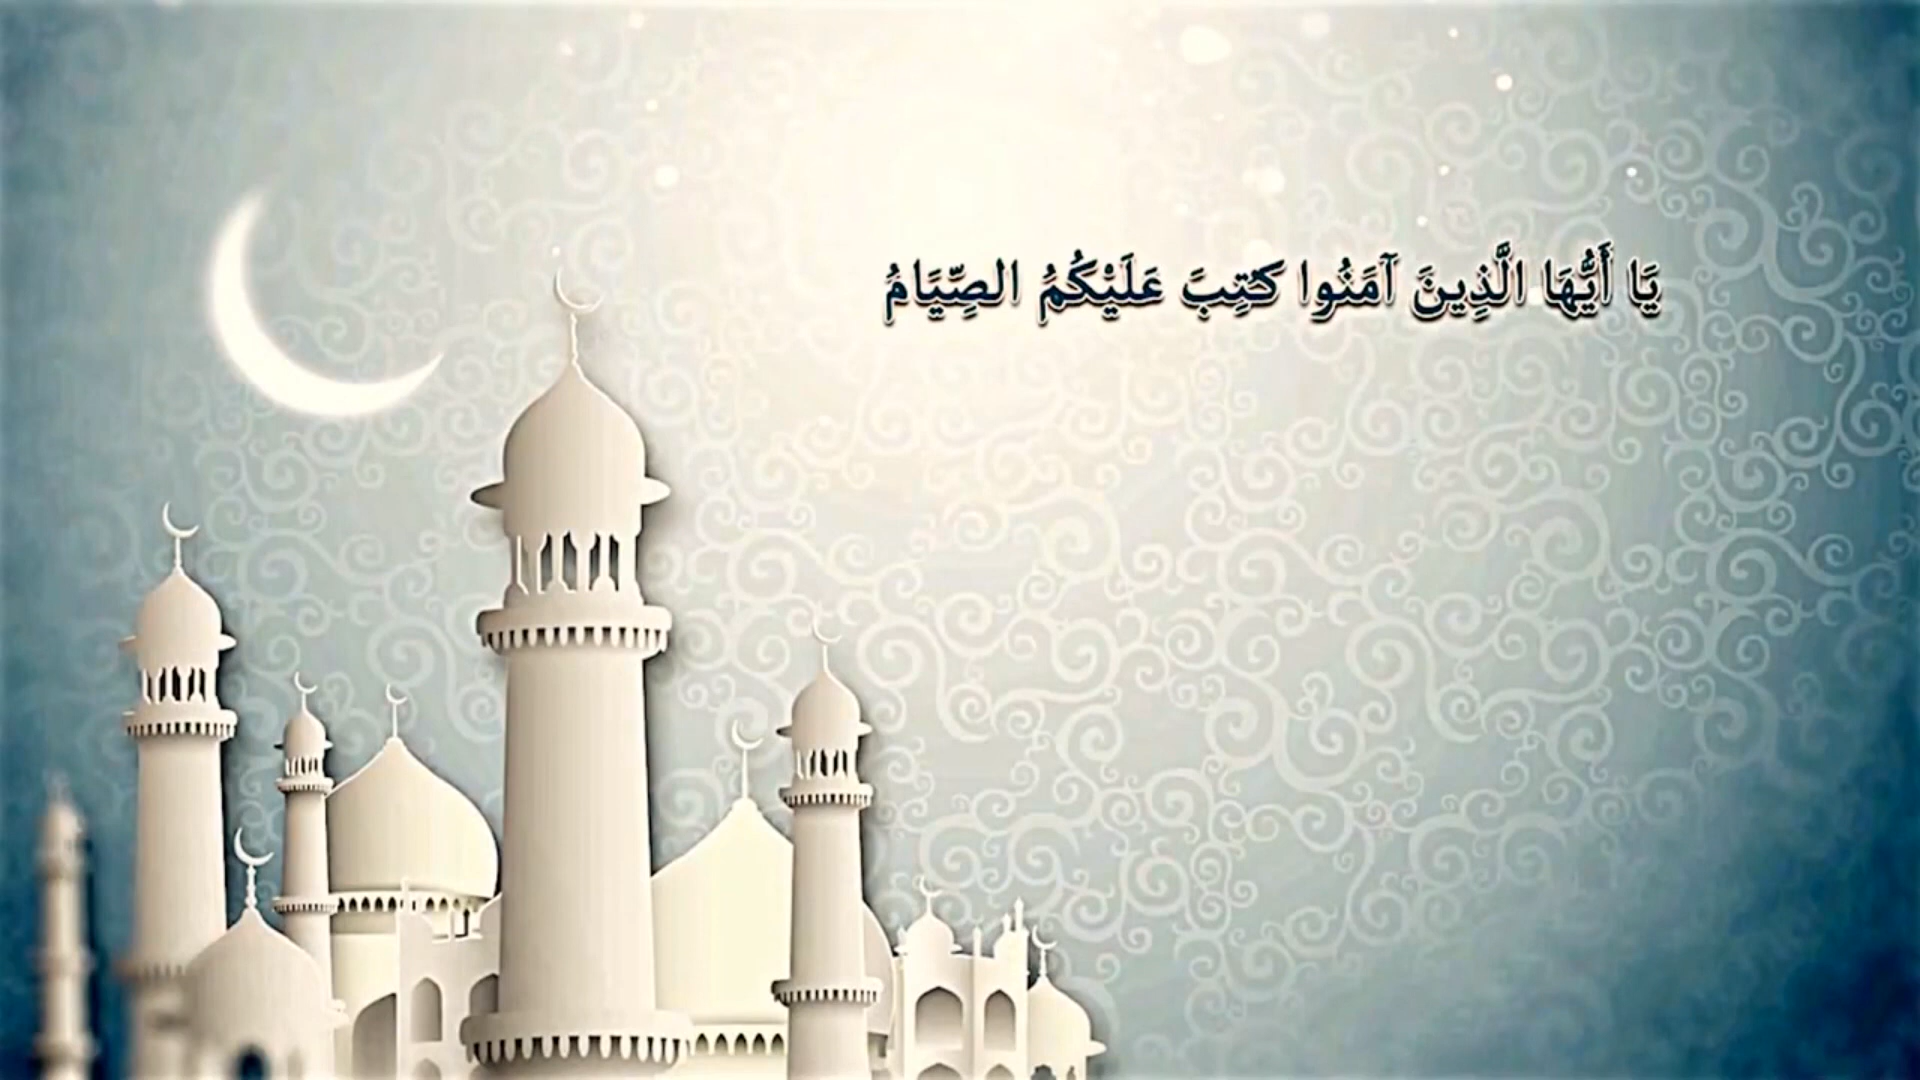 يَا أَيُّهَا الَّذِينَ آمَنُوا كُتِبَ عَلَيْكُمُ الصِّيَامُ